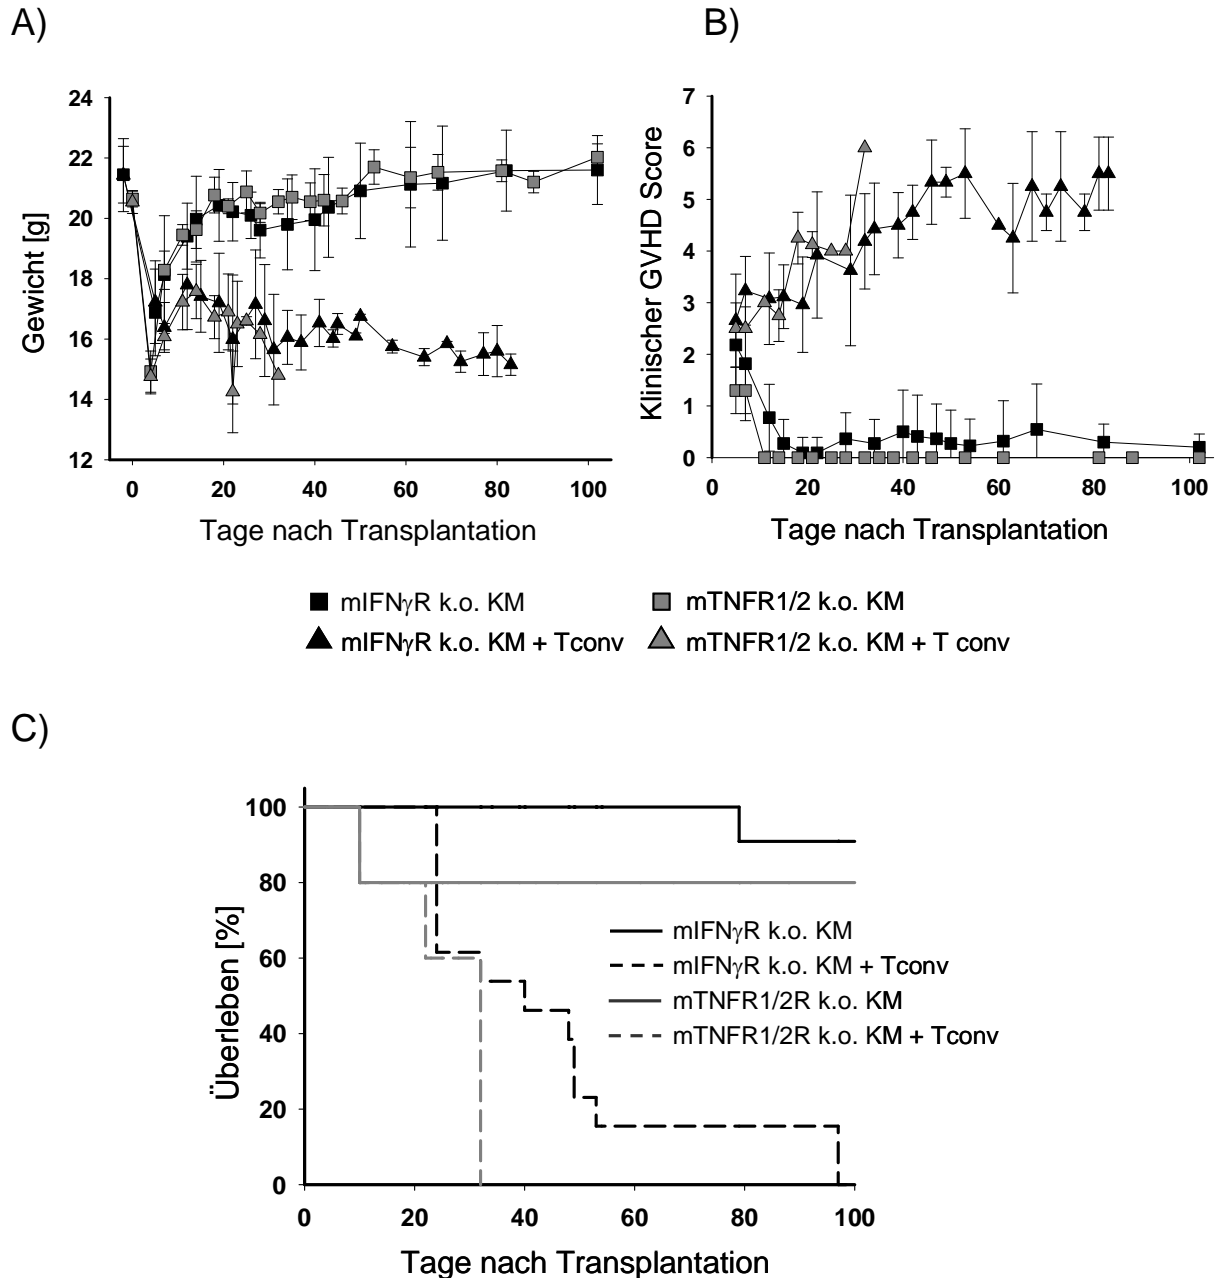 A)
B)
24
22
20
18
16
14
12
Gewicht [g]
0 20 40 60 80 100
Tage nach Transplantation
7
6
5
4
3
2
1
0
Klinischer GVHD Score
0 20 40 60 80 100
Tage nach Transplantation
mIFNγR k.o. KM
mTNFR1/2 k.o. KM
mIFNγR k.o. KM + Tconv
mTNFR1/2 k.o. KM + T conv
C)
100
80
60
40
20
0
Überleben [%]
mIFNγR k.o. KM
mIFNγR k.o. KM + Tconv
mTNFR1/2R k.o. KM
mTNFR1/2R k.o. KM + Tconv
0 20 40 60 80 100
Tage nach Transplantation